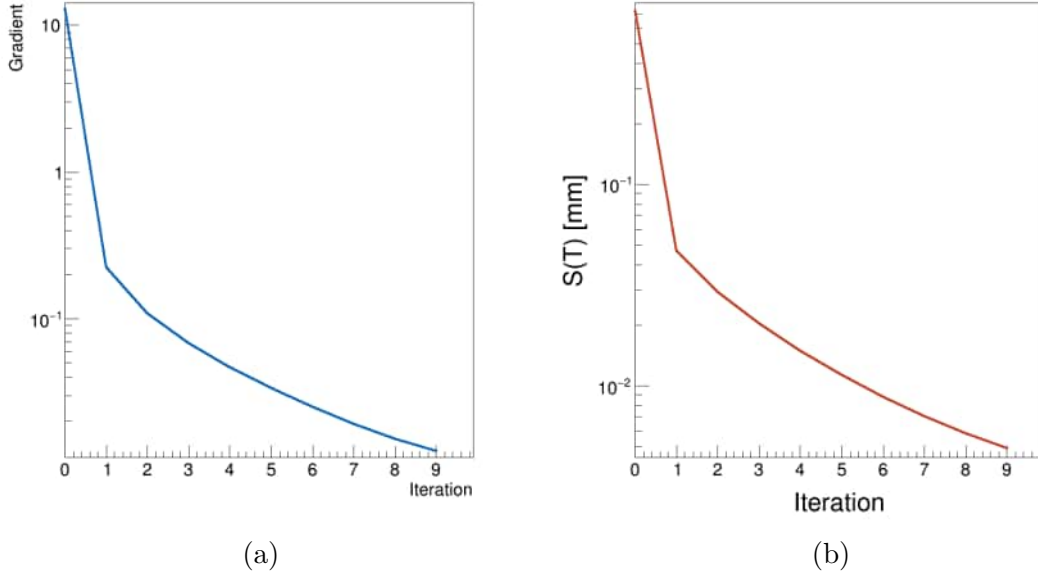 Gradient
10
1
10⁻¹
0 1 2 3 4 5 6 7 8 9
Iteration
(a)
S(T) [mm]
10⁻¹
10⁻²
0 1 2 3 4 5 6 7 8 9
Iteration
(b)